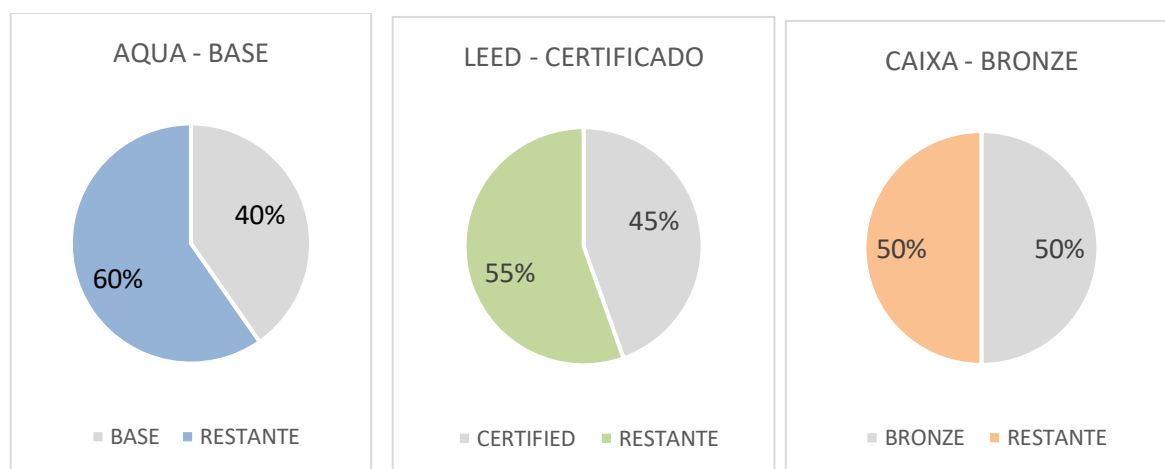 AQUA - BASE
40%
60%
BASE RESTANTE
LEED - CERTIFICADO
45%
55%
CERTIFIED RESTANTE
CAIXA - BRONZE
50% 50%
BRONZE RESTANTE